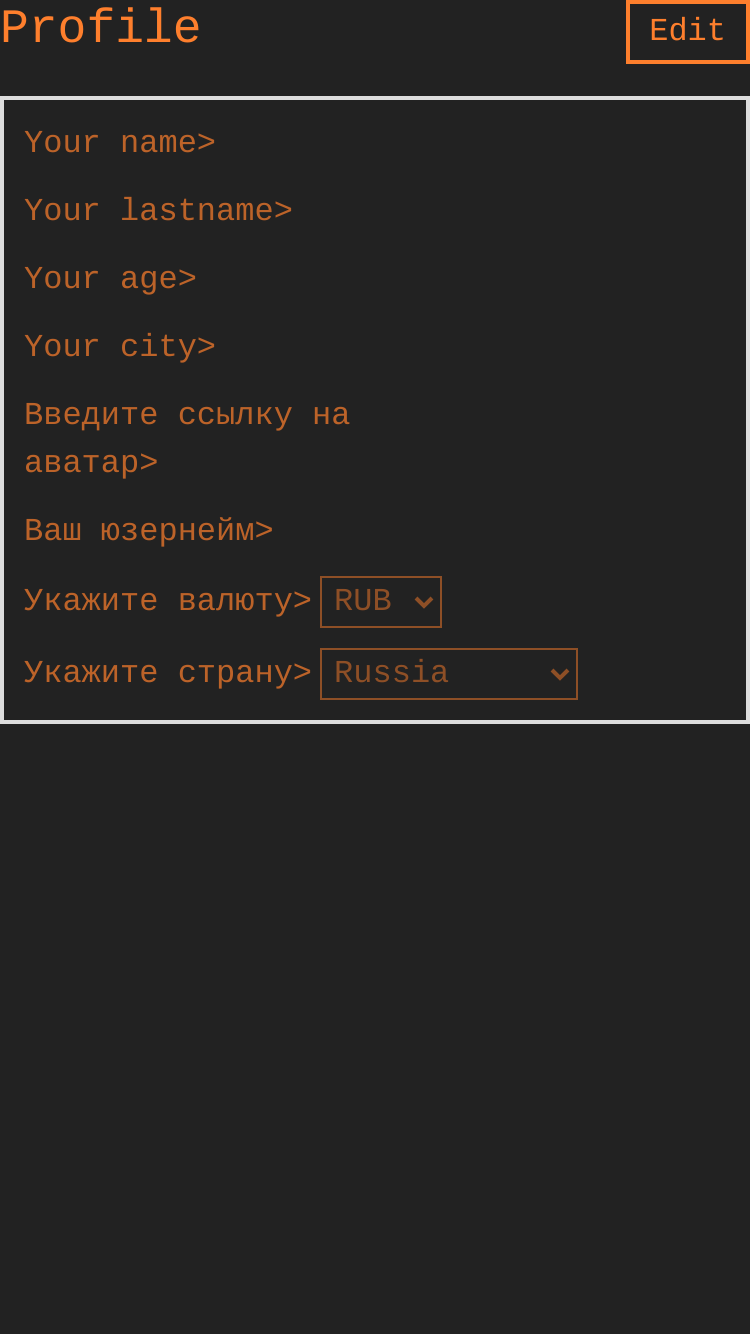 Profile
Edit
Your name>
Your lastname>
Your age>
Your city>
Введите ссылку на
аватар>
Ваш юзернейм>
Укажите валюту> RUB
Укажите страну> Russia